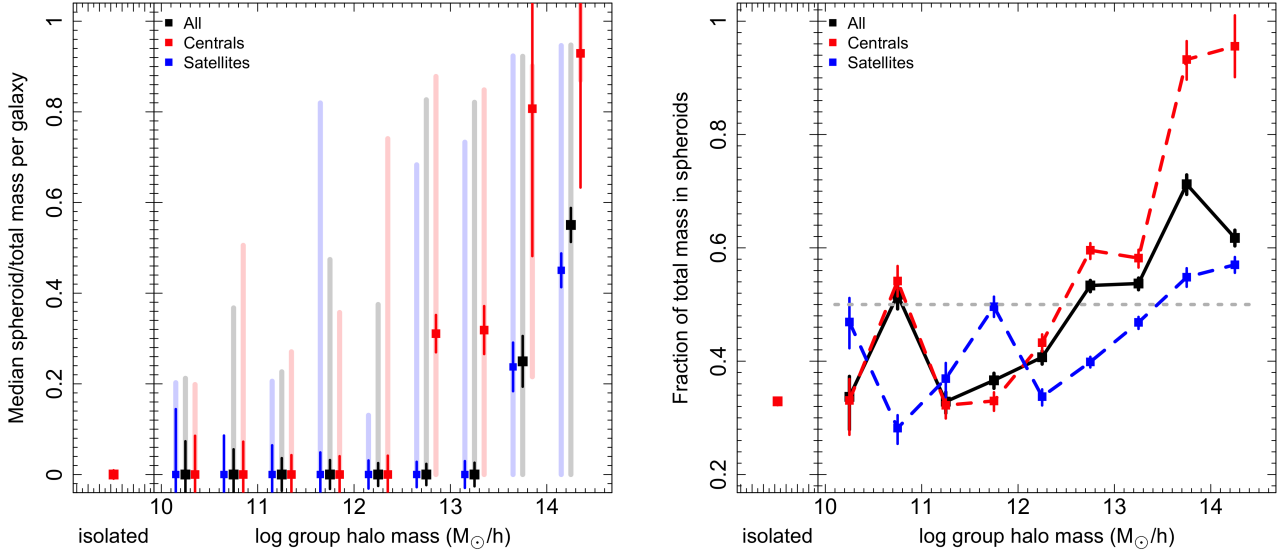 Median spheroid/total mass per galaxy
1
0.8
0.6
0.4
0.2
0
All
Centrals
Satellites
10 11 12 13 14
isolated
log group halo mass (M⊙/h)
Fraction of total mass in spheroids
1
0.8
0.6
0.4
0.2
All
Centrals
Satellites
10 11 12 13 14
isolated
log group halo mass (M⊙/h)